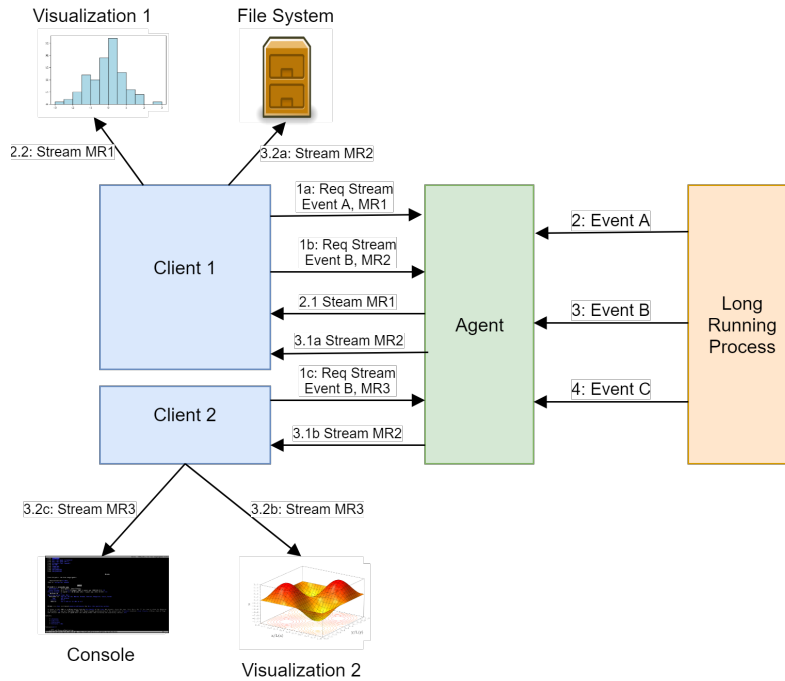 Visualization 1
File System
2.2: Stream MR1
3.2a: Stream MR2
1a: Req Stream
Event A, MR1
2: Event A
Client 1
1b: Req Stream
Event B, MR2
2.1 Steam MR1
3: Event B
Agent
Long
Running
Process
3.1a Stream MR2
1c: Req Stream
Event B, MR3
4: Event C
Client 2
3.1b Stream MR2
3.2c: Stream MR3
3.2b: Stream MR3
Console
Visualization 2